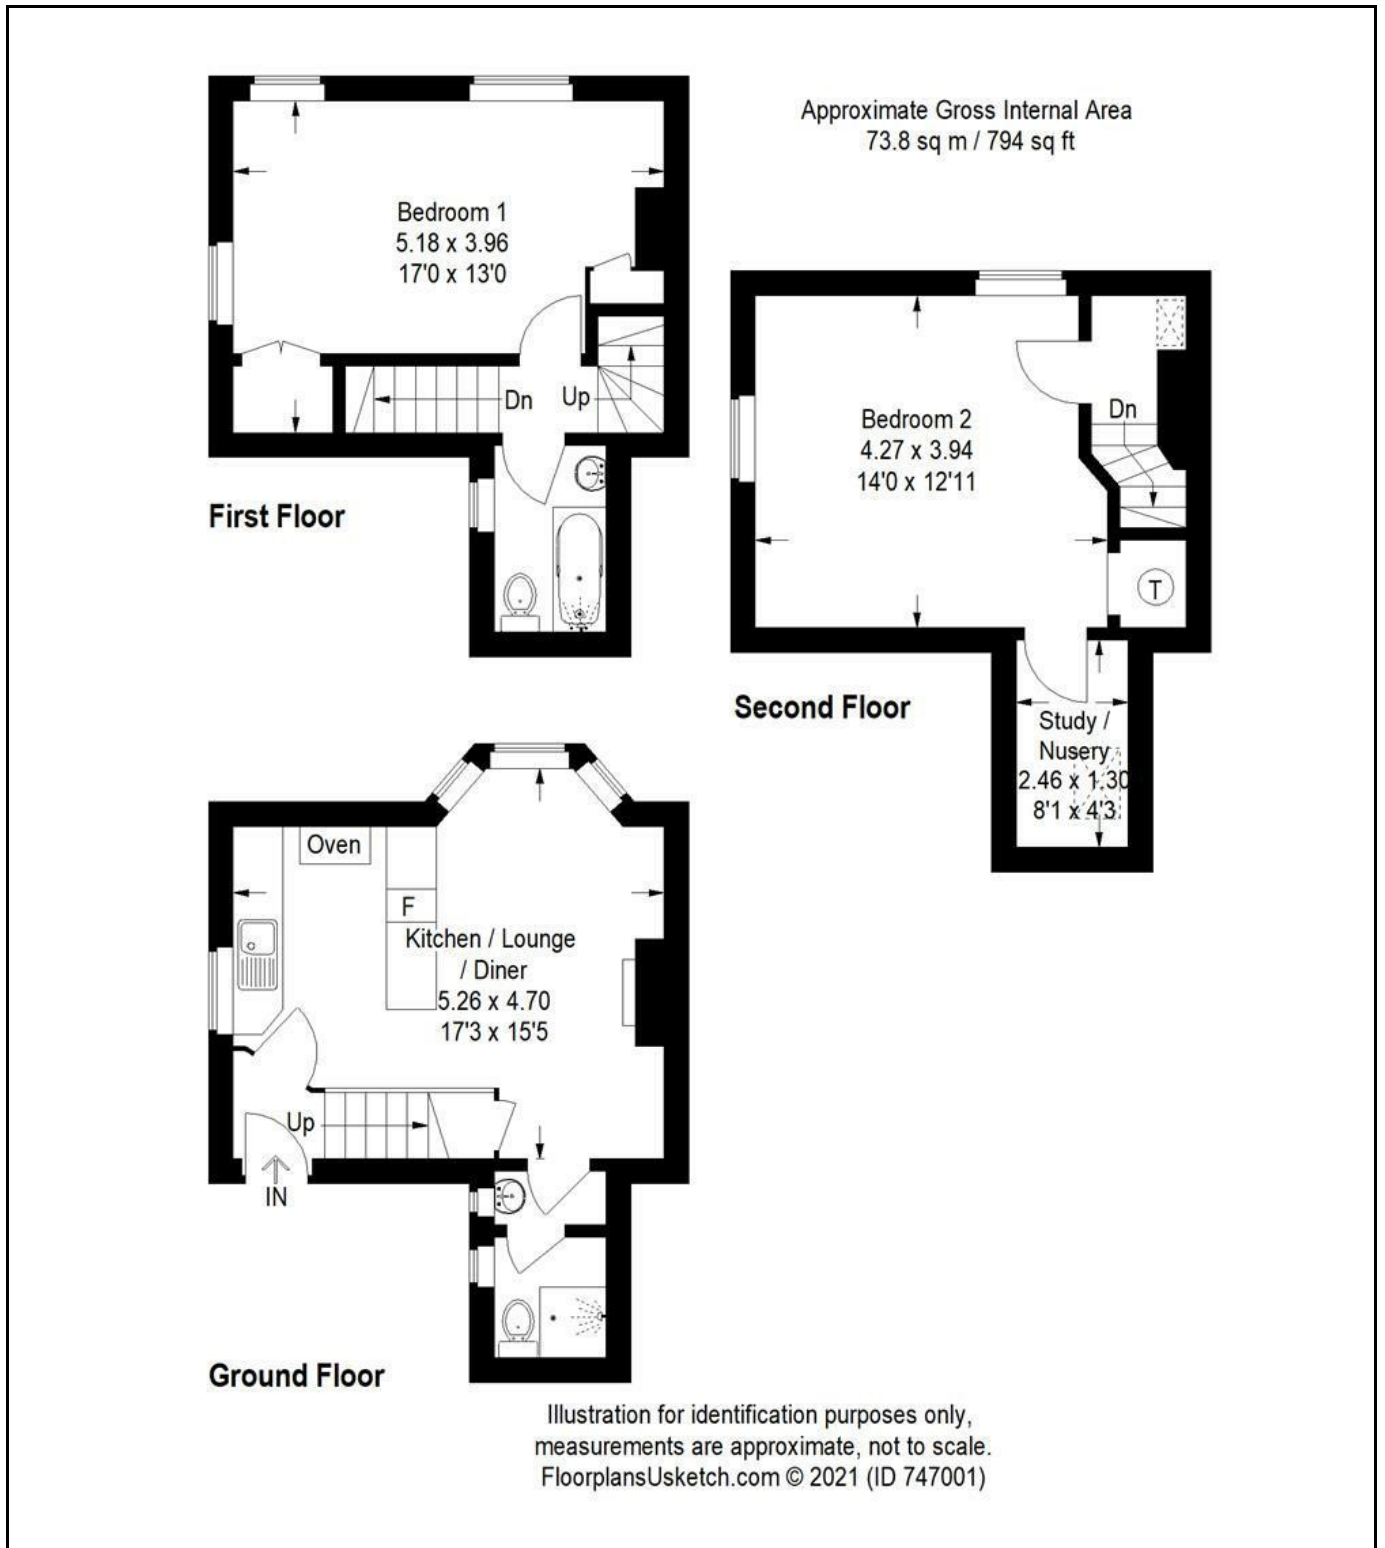 Approximate Gross Internal Area
73.8 sq m / 794 sq ft
Bedroom 1
5.18 x 3.96
17'0 x 13'0
Dn
Up
First Floor
Bedroom 2
4.27 x 3.94
14'0 x 12'11
Dn
T
Second Floor
Study /
Nusery
2.46 x 1.30
8'1 x 4'3
Oven
F
Kitchen / Lounge
/ Diner
5.26 x 4.70
17'3 x 15'5
Up
IN
Ground Floor
Illustration for identification purposes only,
measurements are approximate, not to scale.
FloorplansUsketch.com © 2021 (ID 747001)